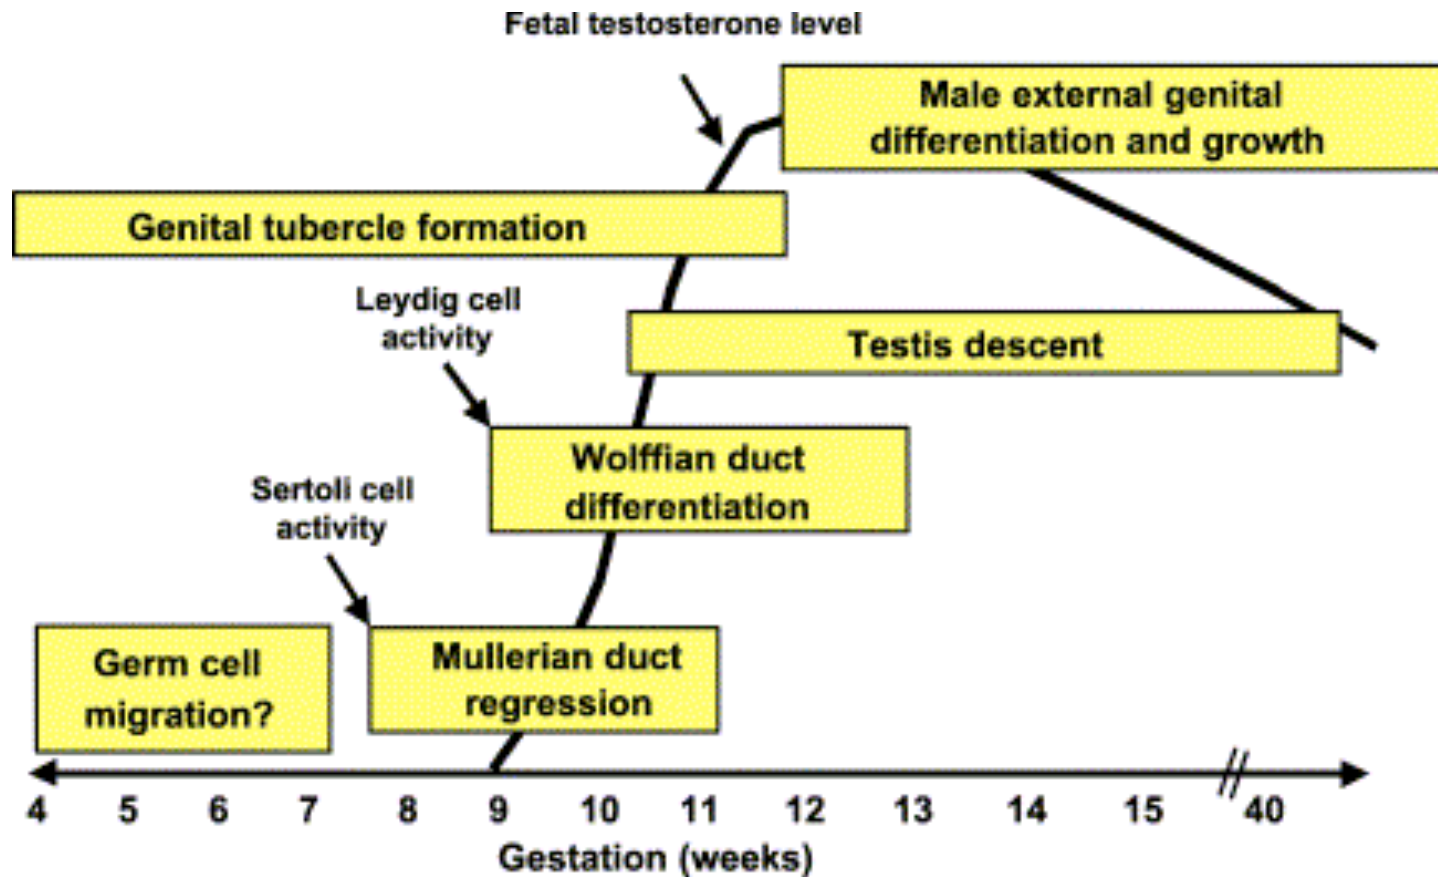 Fetal testosterone level
Male external genital
differentiation and growth
Genital tubercle formation
Leydig cell
activity
Testis descent
Wolffian duct
differentiation
Sertoli cell
activity
Germ cell
migration?
Mullerian duct
regression
4 5 6 7 8 9 10 11 12 13 14 15 40
Gestation (weeks)